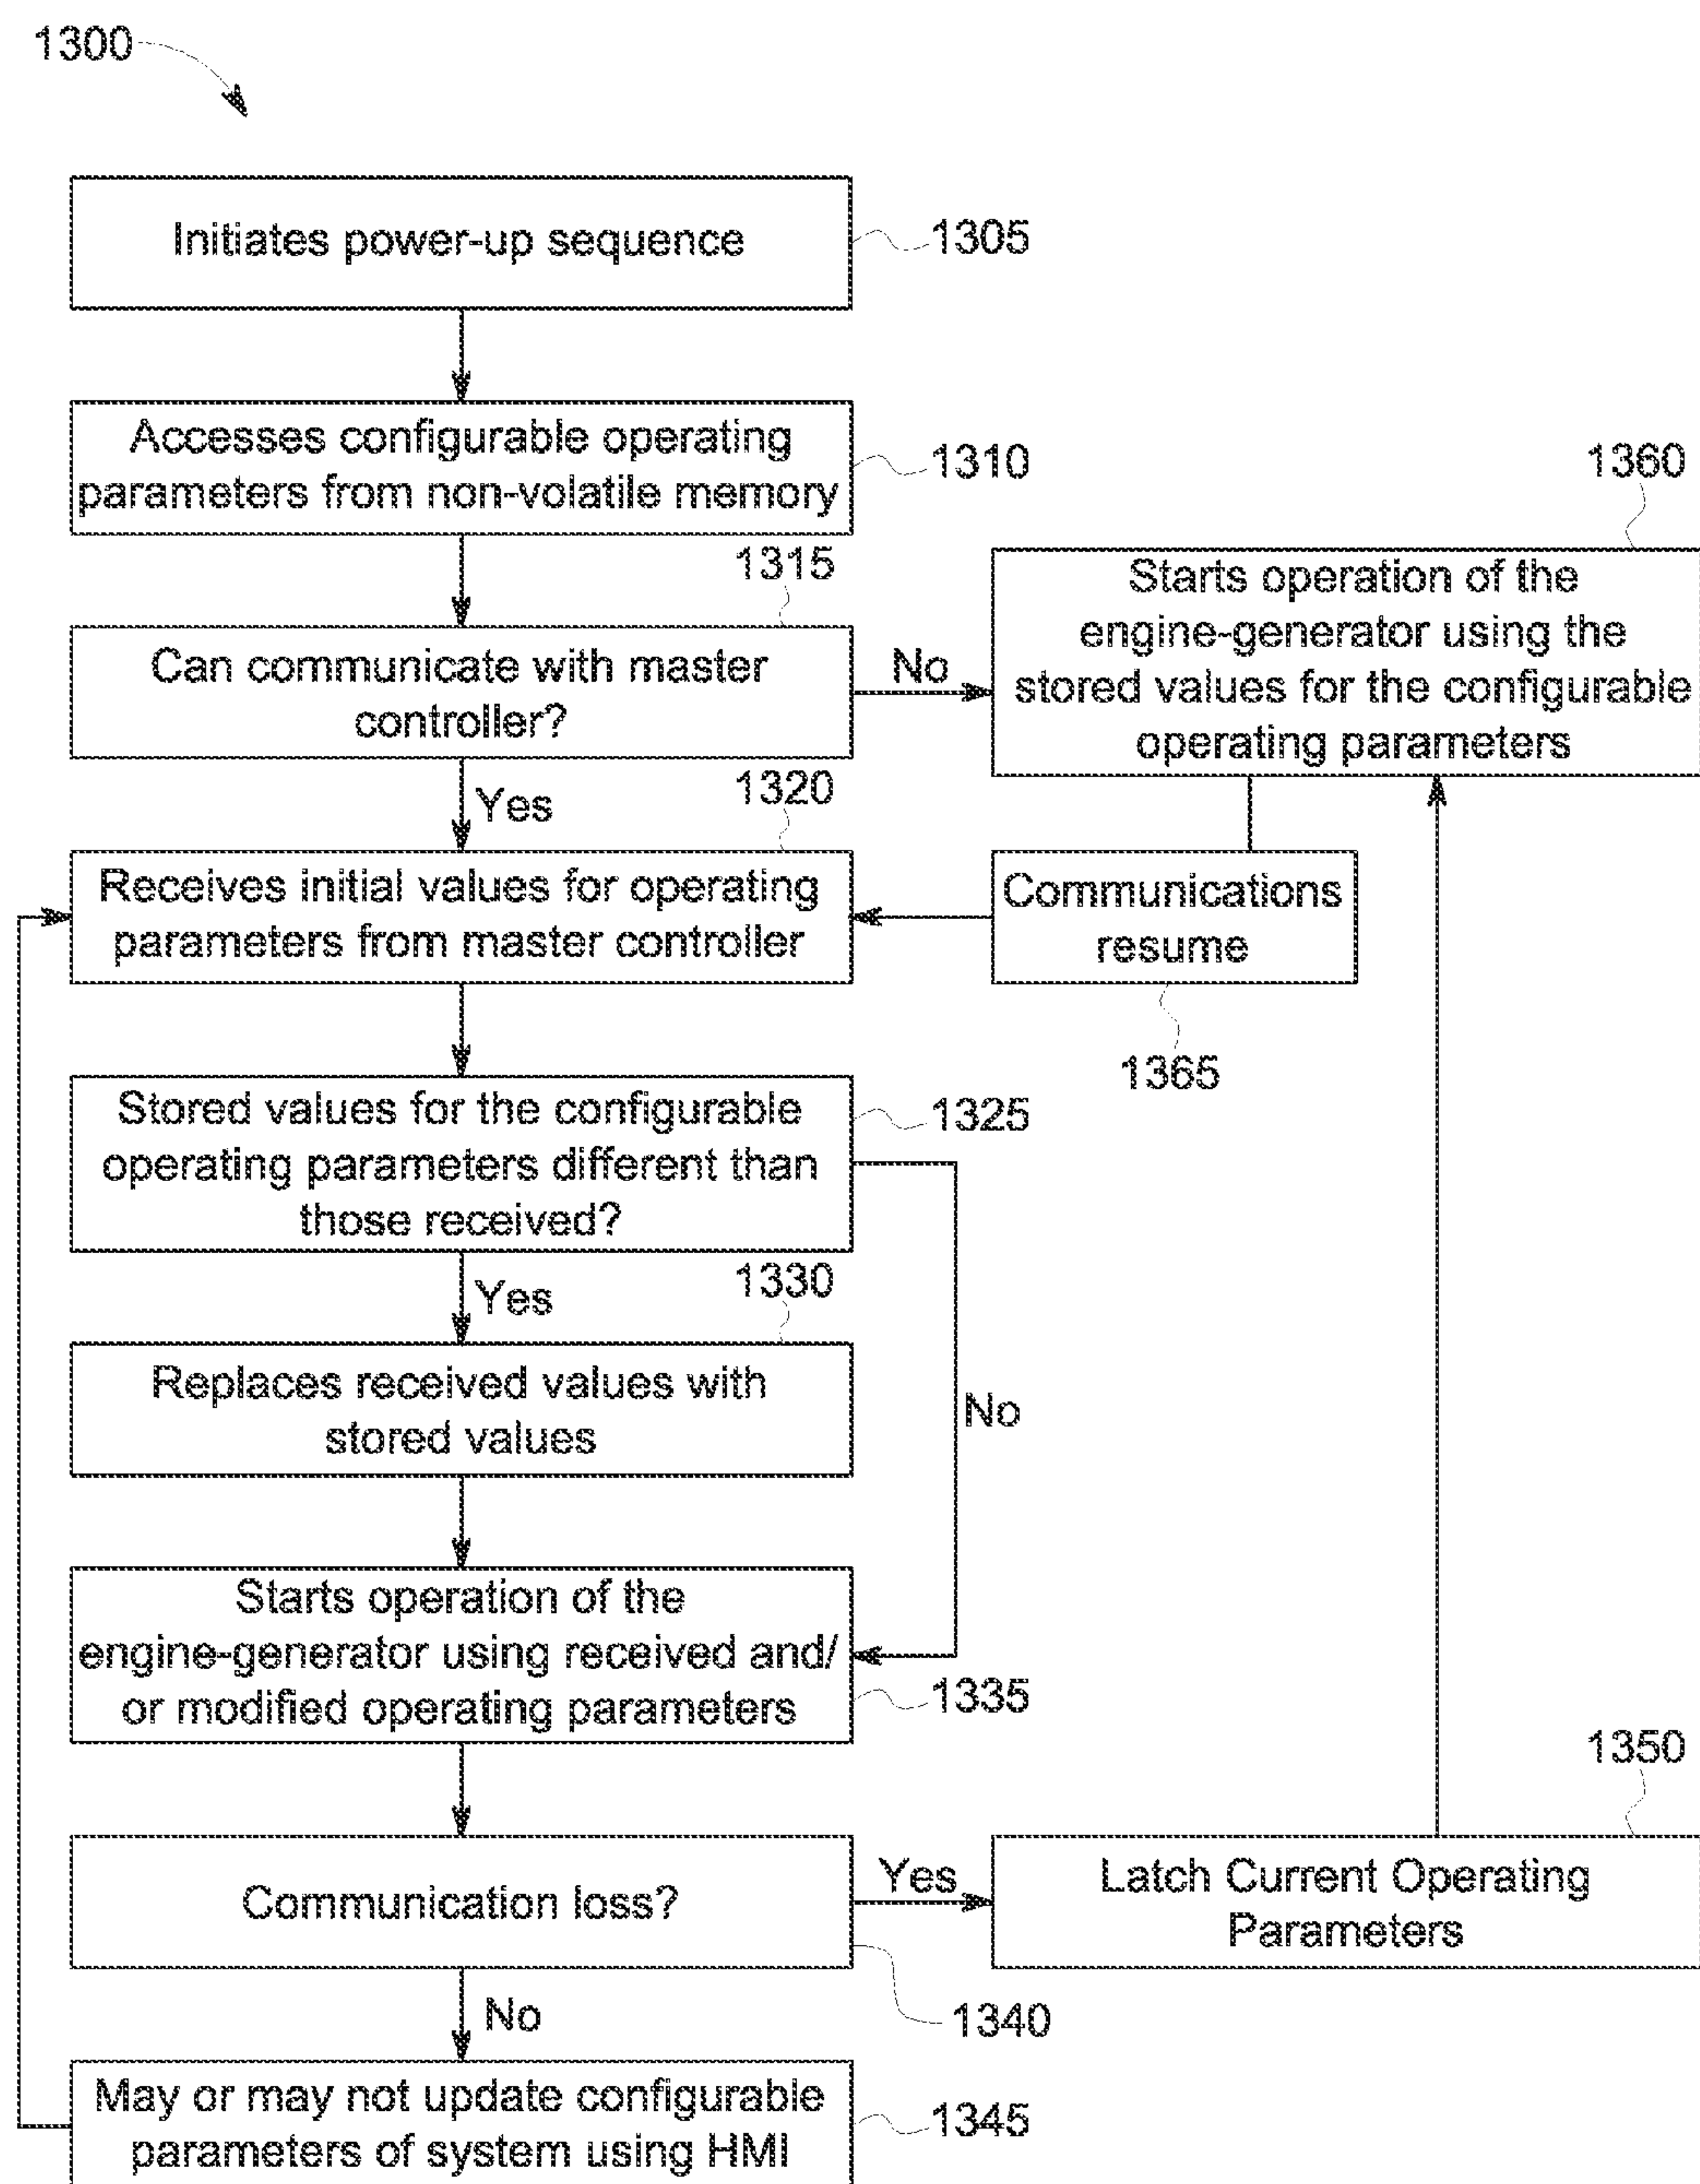 1300
Initiates power-up sequence
1305
Accesses configurable operating
parameters from non-volatile memory
1310
1315
Can communicate with master
controller?
No
1360
Starts operation of the
engine-generator using the
stored values for the configurable
operating parameters
Yes
1320
Receives initial values for operating
parameters from master controller
Communications
resume
1365
Stored values for the configurable
operating parameters different than
those received?
1325
Yes
1330
No
Replaces received values with
stored values
Starts operation of the
engine-generator using received and/
or modified operating parameters
1335
Communication loss?
Yes
1350
Latch Current Operating
Parameters
1340
No
May or may not update configurable
parameters of system using HMI
1345